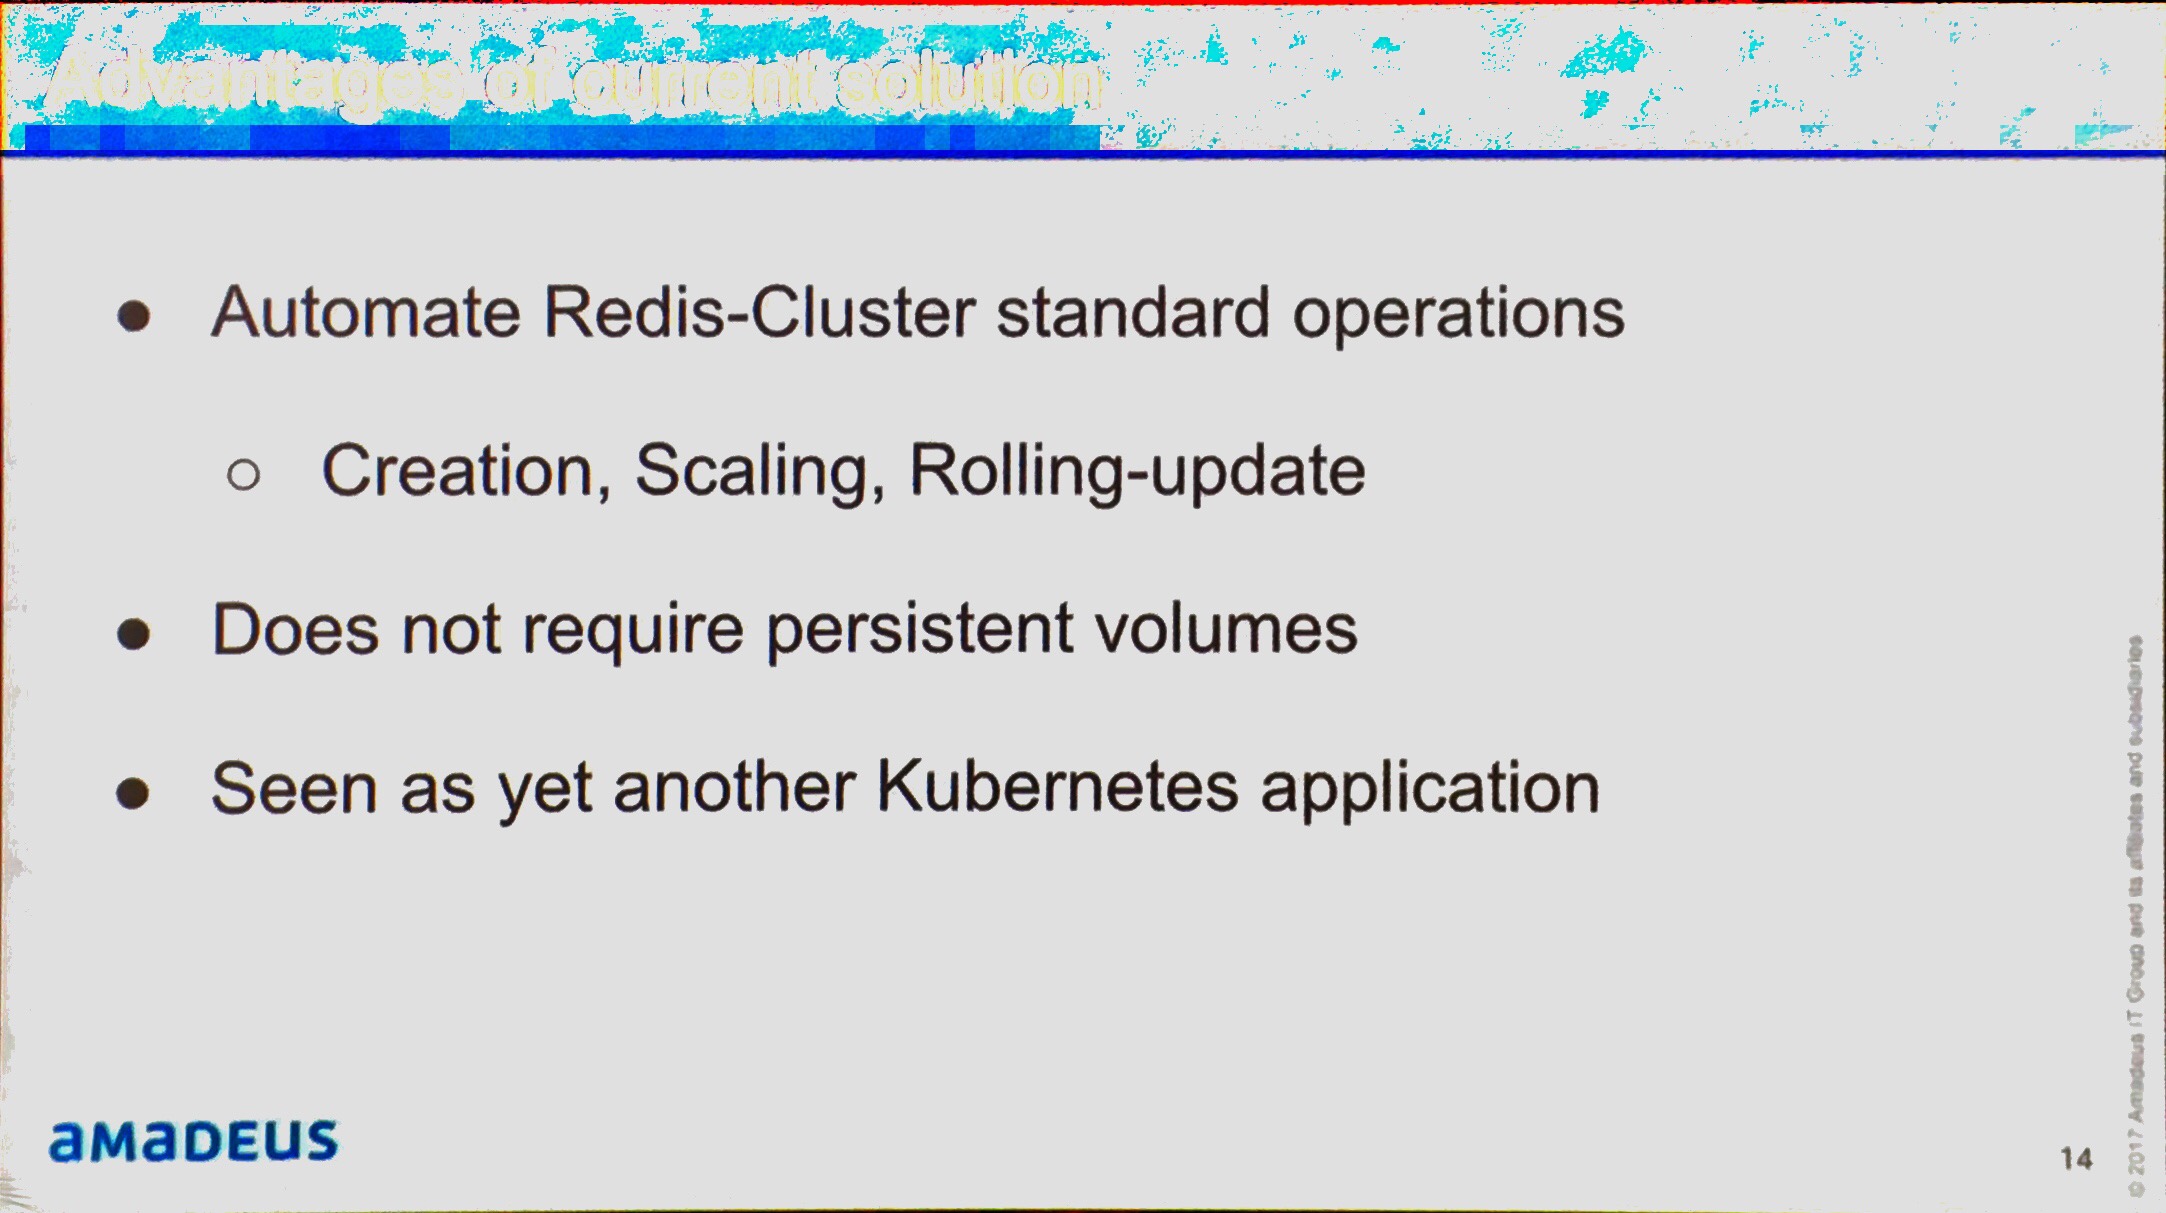 Advantages of current solution
● Automate Redis-Cluster standard operations
○ Creation, Scaling, Rolling-update
● Does not require persistent volumes
● Seen as yet another Kubernetes application
aMaDEUS
14
© 2017 Amadeus IT Group and its affiliates and subsidiaries